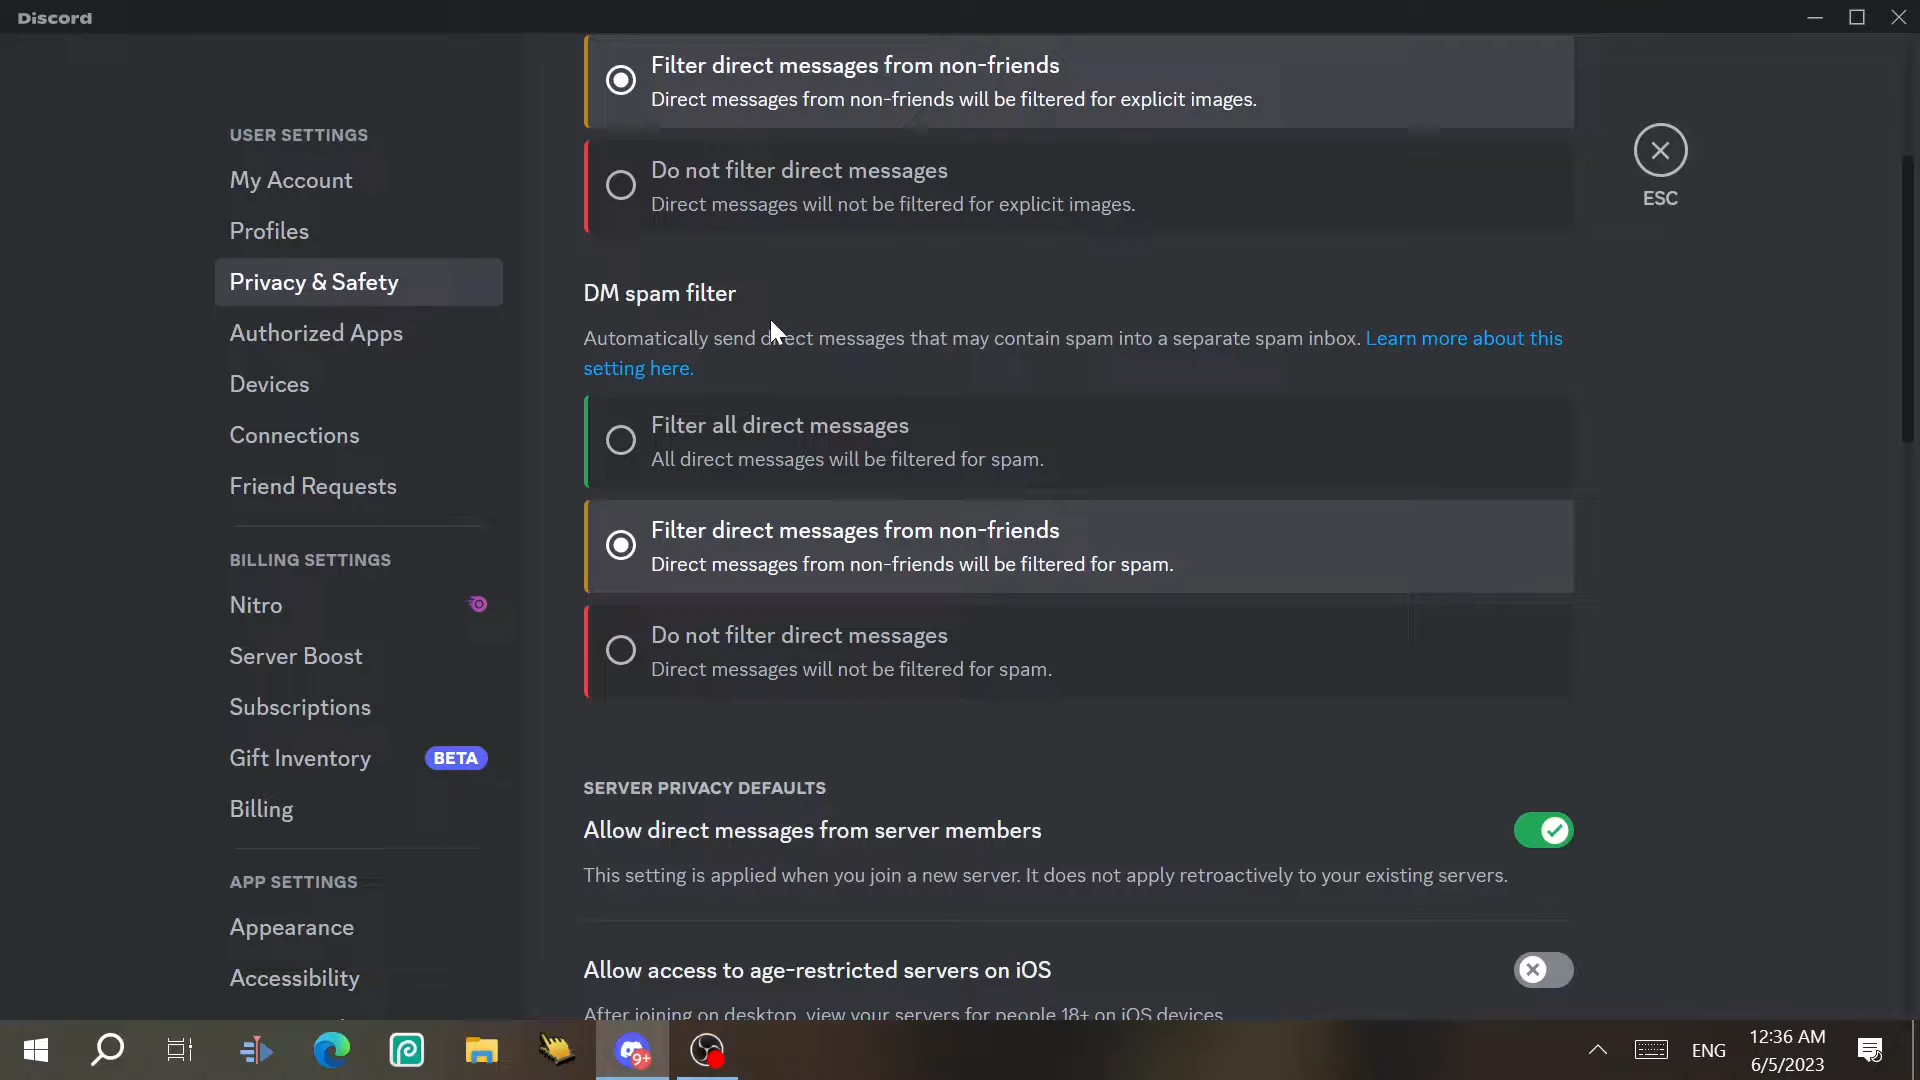 Discord
USER SETTINGS
My Account
Profiles
Privacy & Safety
Authorized Apps
Devices
Connections
Friend Requests
BILLING SETTINGS
Nitro
Server Boost
Subscriptions
Gift Inventory BETA
Billing
APP SETTINGS
Appearance
Accessibility
Filter direct messages from non-friends
Direct messages from non-friends will be filtered for explicit images.
Do not filter direct messages
Direct messages will not be filtered for explicit images.
DM spam filter
Automatically send direct messages that may contain spam into a separate spam inbox. Learn more about this
setting here.
Filter all direct messages
All direct messages will be filtered for spam.
Filter direct messages from non-friends
Direct messages from non-friends will be filtered for spam.
Do not filter direct messages
Direct messages will not be filtered for spam.
SERVER PRIVACY DEFAULTS
Allow direct messages from server members
This setting is applied when you join a new server. It does not apply retroactively to your existing servers.
Allow access to age-restricted servers on iOS
After joining on desktop, view your servers for people 18+ on iOS devices
ESC
9+
ENG
12:36 AM
6/5/2023